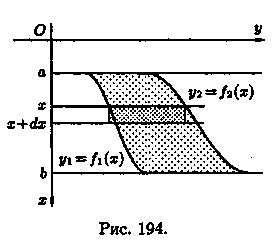 O y
a
x y₂=f₂(x)
x+dx
y₁=f₁(x)
b
x
Рис. 194.